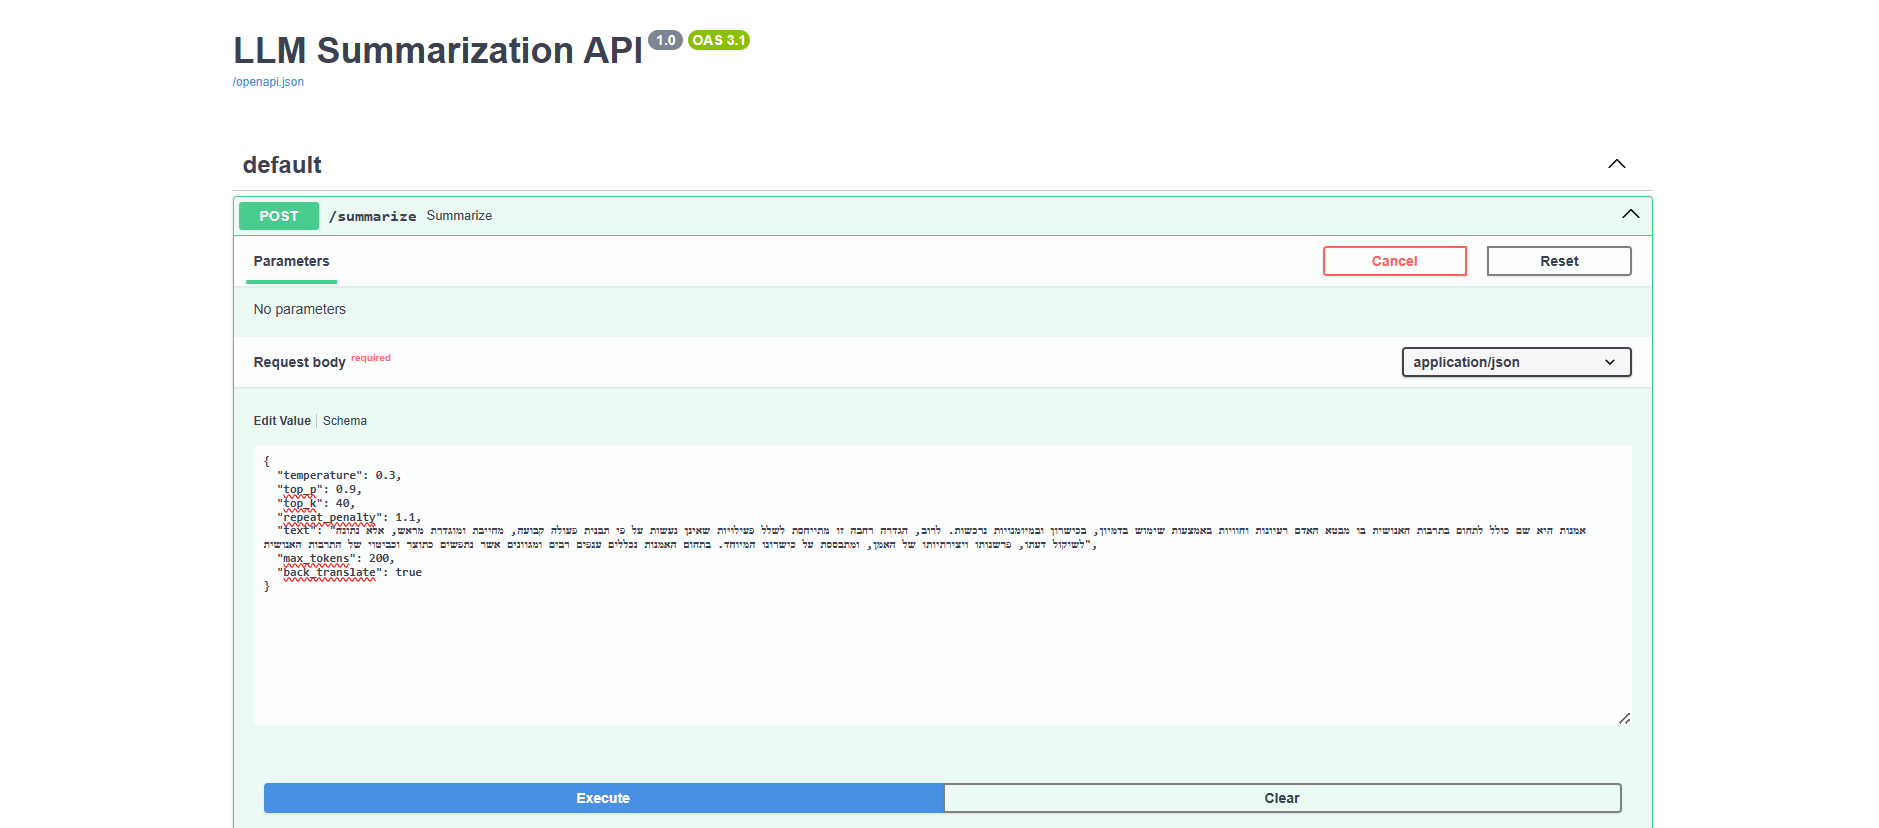 LLM Summarization API 1.0 OAS 3.1
/openapi.json
default
POST /summarize Summarize
Parameters
Cancel
Reset
No parameters
Request body required
application/json
Edit Value
Schema
{
"temperature": 0.3,
"top_p": 0.9,
"top_k": 40,
"repeat_penalty": 1.1,
"text": "אמנות היא שם כולל לתחום בתרבות האנושית בו מבטא האדם רעיונות וחוויות באמצעות שימוש בדמיון, בכישרון ובמיומנויות נרכשות. לרוב, הגדרה רחבה זו מתייחסת לשלל פעילויות שאינן נעשות על פי תבנית פעולה קבועה, מחייבת ומוגדרת מראש, אלא נתונה
לשיקול דעתו, פרשנותו ויצירתיותו של האמן, ומתבססת על כישרונו המיוחד. בתחום האמנות נכללים ענפים רבים ומגוונים אשר נתפשים כתוצר וכביטוי של התרבות האנושית",
"max_tokens": 200,
"back_translate": true
}
Execute
Clear